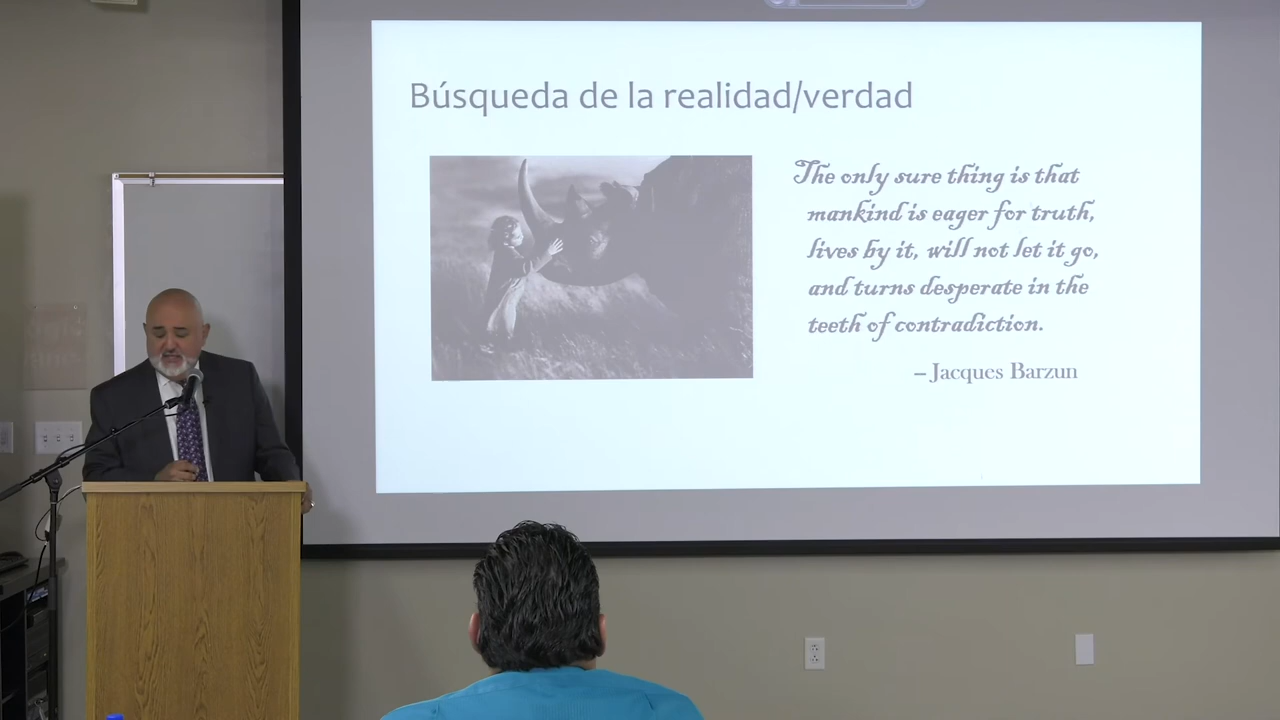 Búsqueda de la realidad/verdad
The only sure thing is that
mankind is eager for truth,
lives by it, will not let it go,
and turns desperate in the
teeth of contradiction.
– Jacques Barzun